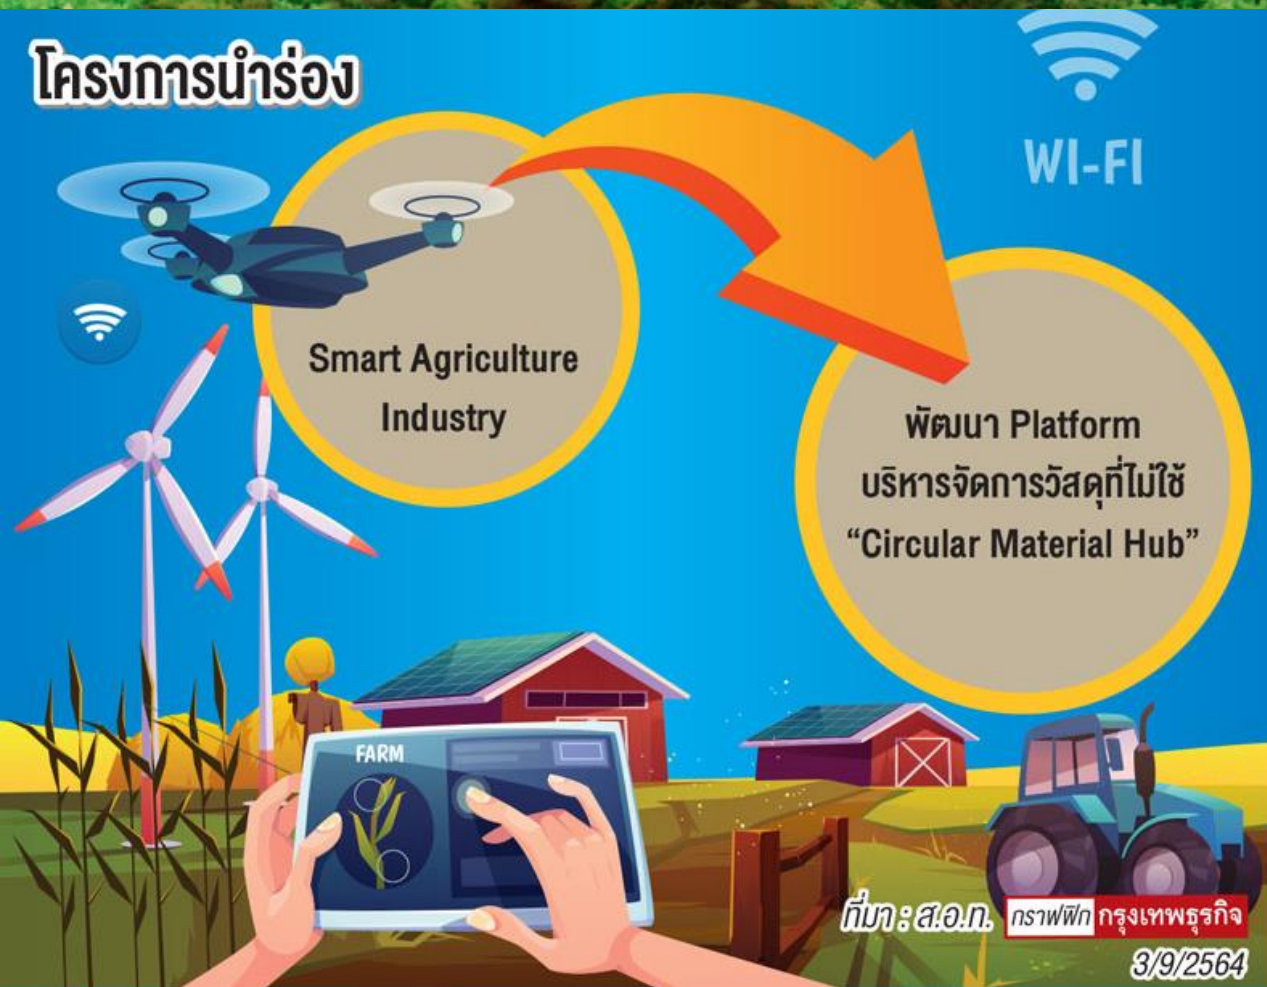 โครงการนำร่อง
WI-FI
Smart Agriculture
Industry
พัฒนา Platform
บริหารจัดการวัสดุที่ไม่ใช้
“Circular Material Hub”
FARM
ที่มา : ส.อ.ท. กราฟฟิก กรุงเทพธุรกิจ
3/9/2564